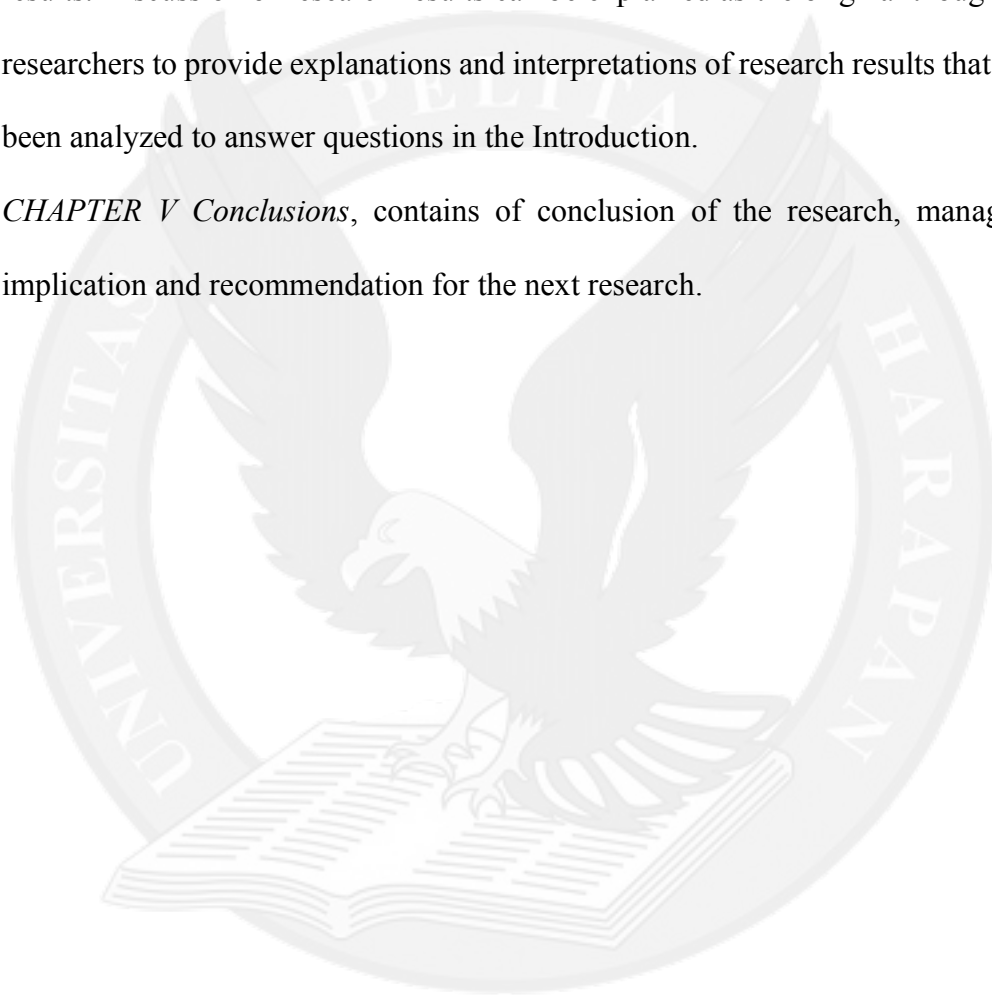 researchers to provide explanations and interpretations of research results that
been analyzed to answer questions in the Introduction.
CHAPTER V Conclusions, contains of conclusion of the research,
implication and recommendation for the next research.
UNIVERSITAS PELITA HARAPAN